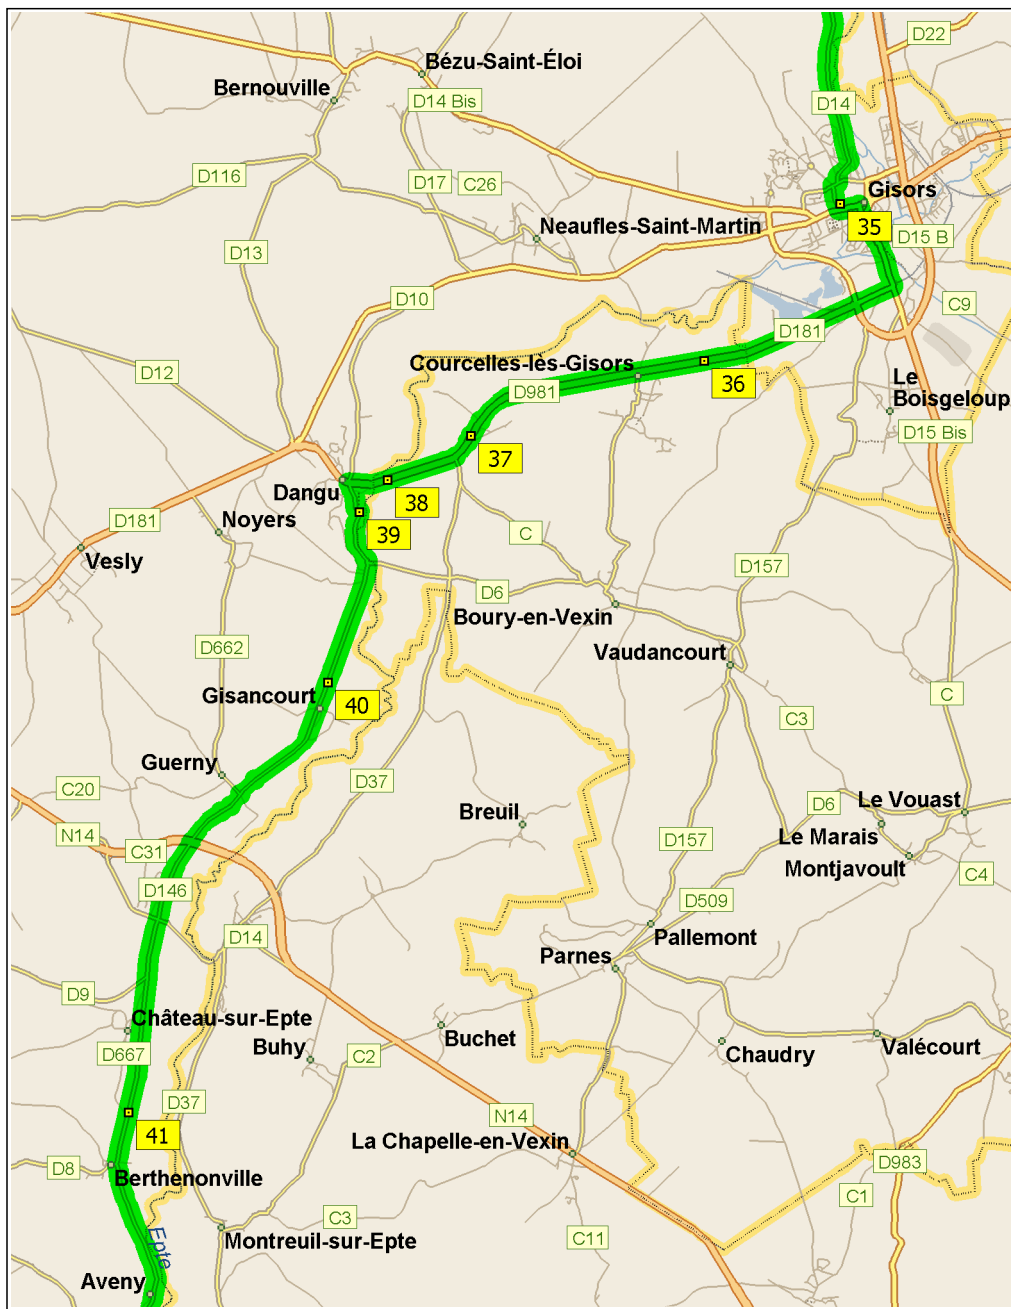 D22
Bézu-Saint-Éloi
Bernouville
D14 Bis
D14
D116
D17
C26
Gisors
35
Neaufles-Saint-Martin
D15 B
D13
D10
C9
D181
Courcelles-lès-Gisors
36
D12
D981
Le
Boisgeloup
D15 Bis
37
Dangu
38
D181
Noyers
39
C
Vesly
D157
D6
Boury-en-Vexin
D662
Vaudancourt
Gisancourt
40
C
C3
Guerny
D37
C20
Breuil
D6
Le Vouast
N14
C31
D157
Le Marais
Montjavoult
C4
D146
D509
D14
Pallemont
Parnes
D9
Château-sur-Epte
Buchet
Chaudry
Valécourt
D667
Buhy
C2
D37
N14
41
La Chapelle-en-Vexin
D8
Berthenonville
D983
C1
Epte
C3
Montreuil-sur-Epte
C11
Aveny